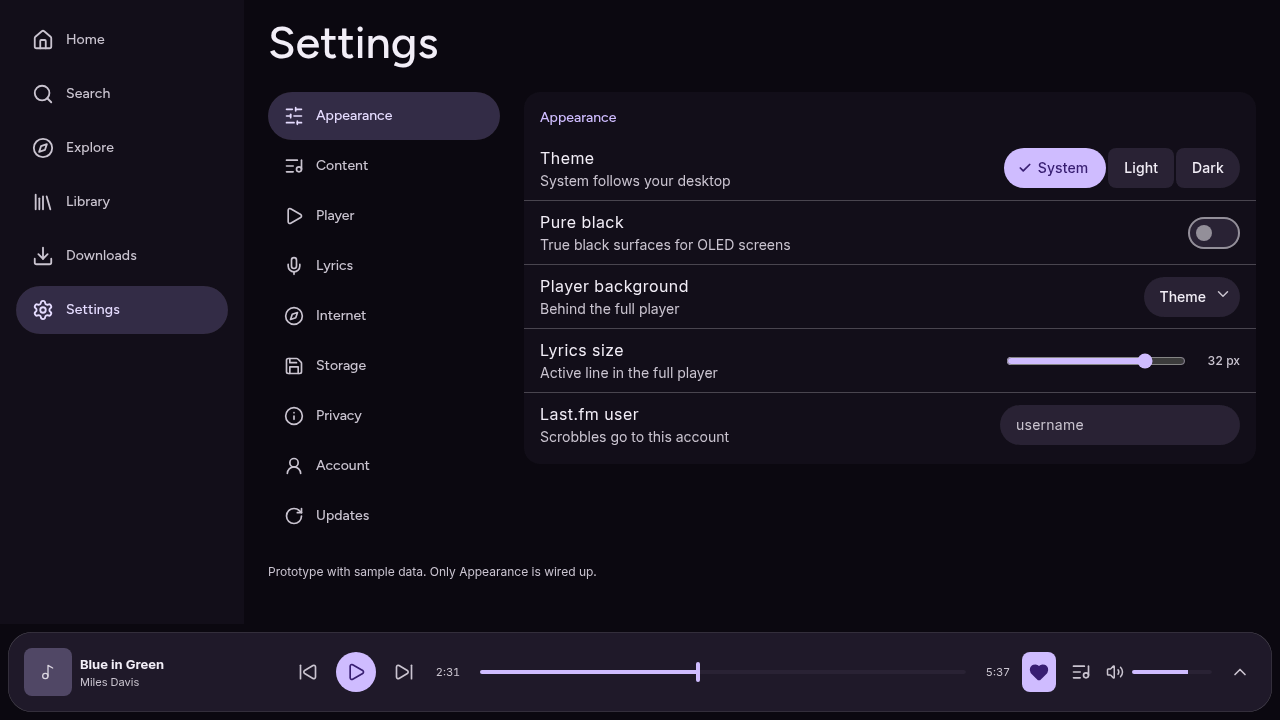 Home
Search
Explore
Library
Downloads
Settings
Settings
Appearance
Content
Player
Lyrics
Internet
Storage
Privacy
Account
Updates
Appearance
Theme
System follows your desktop
System Light Dark
Pure black
True black surfaces for OLED screens
Player background
Behind the full player
Theme
Lyrics size
Active line in the full player
32 px
Last.fm user
Scrobbles go to this account
username
Prototype with sample data. Only Appearance is wired up.
Blue in Green
Miles Davis
2:31
5:37